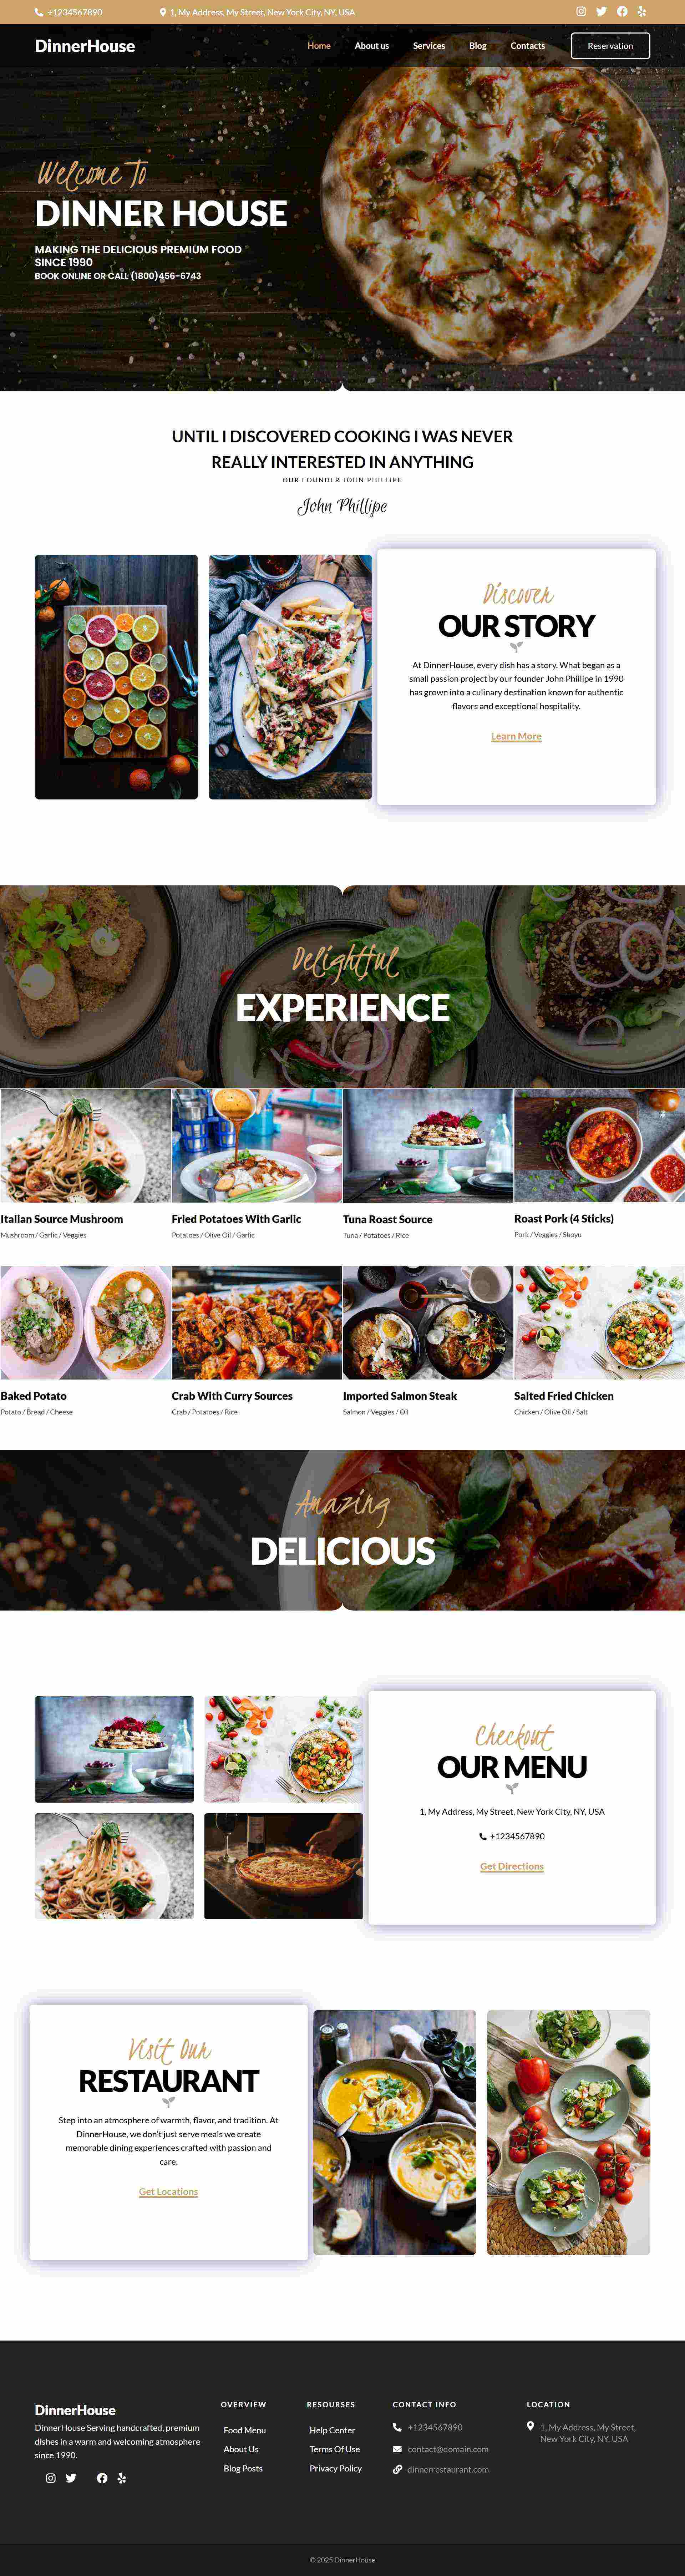 +1234567890
1, My Address, My Street, New York City, NY, USA
DinnerHouse
Home
About us
Services
Blog
Contacts
Reservation
Welcome To
DINNER HOUSE
MAKING THE DELICIOUS PREMIUM FOOD
SINCE 1990
BOOK ONLINE OR CALL (1800)456-6743
UNTIL I DISCOVERED COOKING I WAS NEVER
REALLY INTERESTED IN ANYTHING
OUR FOUNDER JOHN PHILLIPE
John Phillipe
Discover
OUR STORY
At DinnerHouse, every dish has a story. What began as a
small passion project by our founder John Phillipe in 1990
has grown into a culinary destination known for authentic
flavors and exceptional hospitality.
Learn More
Delightful
EXPERIENCE
Italian Source Mushroom
Mushroom / Garlic / Veggies
Fried Potatoes With Garlic
Potatoes / Olive Oil / Garlic
Tuna Roast Source
Tuna / Potatoes / Rice
Roast Pork (4 Sticks)
Pork / Veggies / Shoyu
Baked Potato
Potato / Bread / Cheese
Crab With Curry Sources
Crab / Potatoes / Rice
Imported Salmon Steak
Salmon / Veggies / Oil
Salted Fried Chicken
Chicken / Olive Oil / Salt
Amazing
DELICIOUS
Checkout
OUR MENU
1, My Address, My Street, New York City, NY, USA
+1234567890
Get Directions
Visit Our
RESTAURANT
Step into an atmosphere of warmth, flavor, and tradition. At
DinnerHouse, we don't just serve meals we create
memorable dining experiences crafted with passion and
care.
Get Locations
DinnerHouse
DinnerHouse Serving handcrafted, premium
dishes in a warm and welcoming atmosphere
since 1990.
OVERVIEW
Food Menu
About Us
Blog Posts
RESOURSES
Help Center
Terms Of Use
Privacy Policy
CONTACT INFO
+1234567890
contact@domain.com
dinnerrestaurant.com
LOCATION
1, My Address, My Street,
New York City, NY, USA
© 2025 DinnerHouse